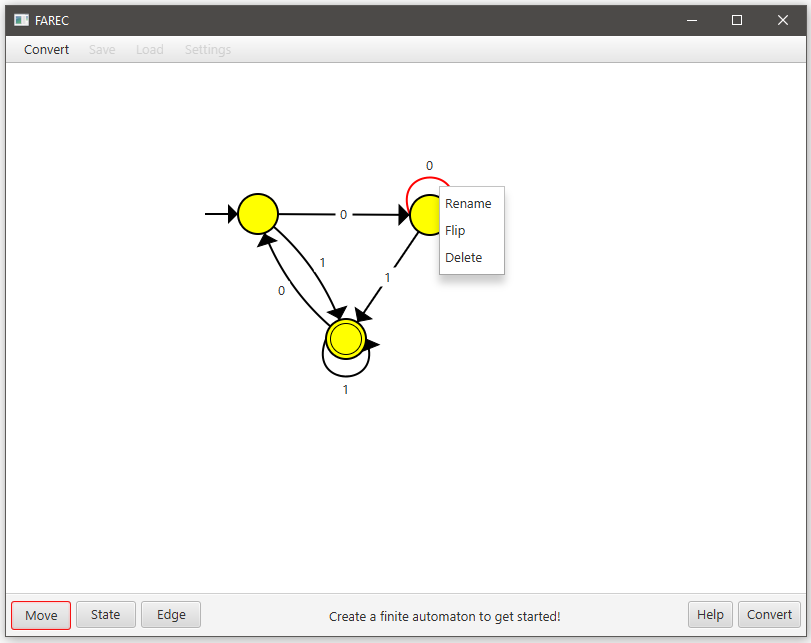 FAREC
Convert Save Load Settings
0
0
Rename
Flip
Delete
1
1
0
1
Move State Edge Create a finite automaton to get started! Help Convert